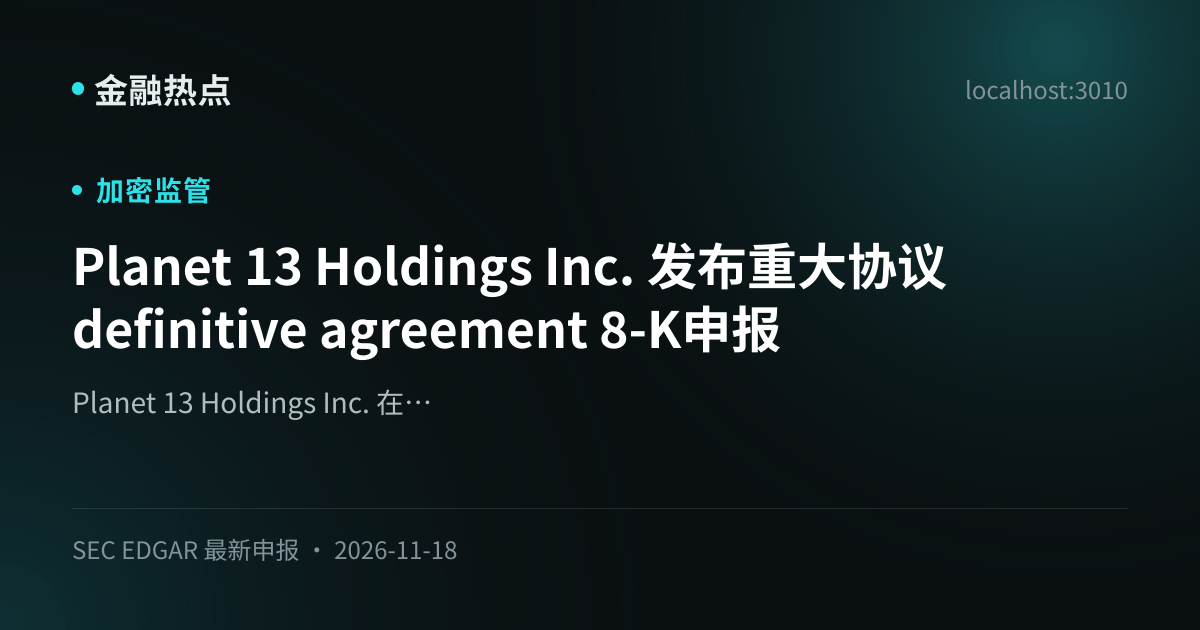 金融热点
localhost:3010
加密监管
Planet 13 Holdings Inc. 发布重大协议
definitive agreement 8-K申报
Planet 13 Holdings Inc. 在…
SEC EDGAR 最新申报 • 2026-11-18